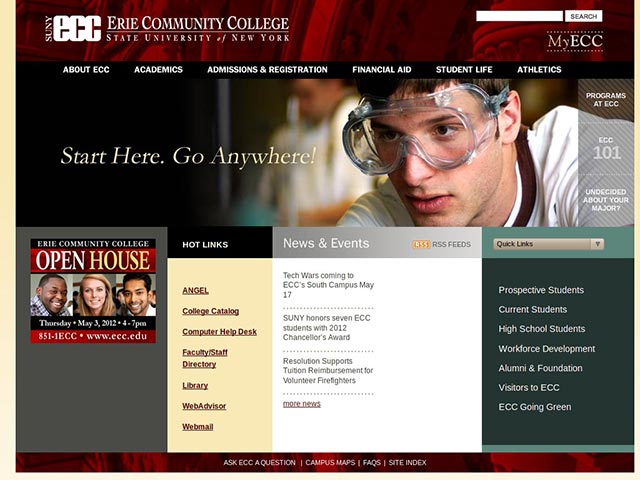 SUNY ecc ERIE COMMUNITY COLLEGE
STATE UNIVERSITY of NEW YORK
SEARCH
MyECC
ABOUT ECC ACADEMICS ADMISSIONS & REGISTRATION FINANCIAL AID STUDENT LIFE ATHLETICS
Start Here. Go Anywhere!
PROGRAMS
AT ECC
ECC
101
UNDECIDED
ABOUT YOUR
MAJOR?
ERIE COMMUNITY COLLEGE
OPEN HOUSE
Thursday • May 3, 2012 • 4 - 7pm
851-1ECC • www.ecc.edu
HOT LINKS
ANGEL
College Catalog
Computer Help Desk
Faculty/Staff
Directory
Library
WebAdvisor
Webmail
News & Events
RSS RSS FEEDS
Tech Wars coming to
ECC's South Campus May
17
SUNY honors seven ECC
students with 2012
Chancellor's Award
Resolution Supports
Tuition Reimbursement for
Volunteer Firefighters
more news
Quick Links
Prospective Students
Current Students
High School Students
Workforce Development
Alumni & Foundation
Visitors to ECC
ECC Going Green
ASK ECC A QUESTION | CAMPUS MAPS | FAQS | SITE INDEX